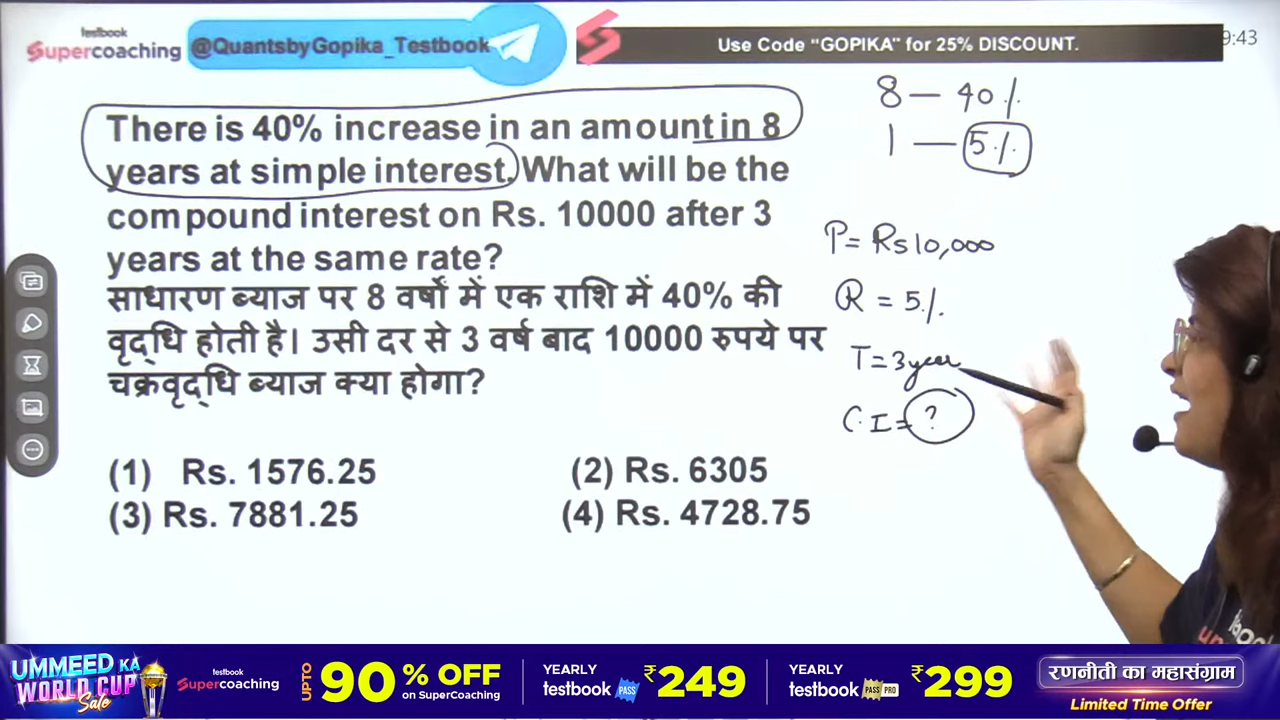 testbook
Supercoaching
@QuantsbyGopika_Testbook
Use Code "GOPIKA" for 25% DISCOUNT.
9:43
There is 40% increase in an amount in 8
years at simple interest. What will be the
compound interest on Rs. 10000 after 3
years at the same rate?
साधारण ब्याज पर 8 वर्षों में एक राशि में 40% की
वृद्धि होती है। उसी दर से 3 वर्ष बाद 10000 रुपये पर
चक्रवृद्धि ब्याज क्या होगा?
(1) Rs. 1576.25
(2) Rs. 6305
(3) Rs. 7881.25
(4) Rs. 4728.75
8 — 40%
1 — 5%
P = Rs 10,000
R = 5%
T = 3 year
C.I = ?
UMMEED KA
WORLD CUP
Sale
testbook
Supercoaching
UPTO
90% OFF
on SuperCoaching
YEARLY
testbook PASS
₹249
YEARLY
testbook PASS PRO
₹299
रणनीती का महासंग्राम
Limited Time Offer